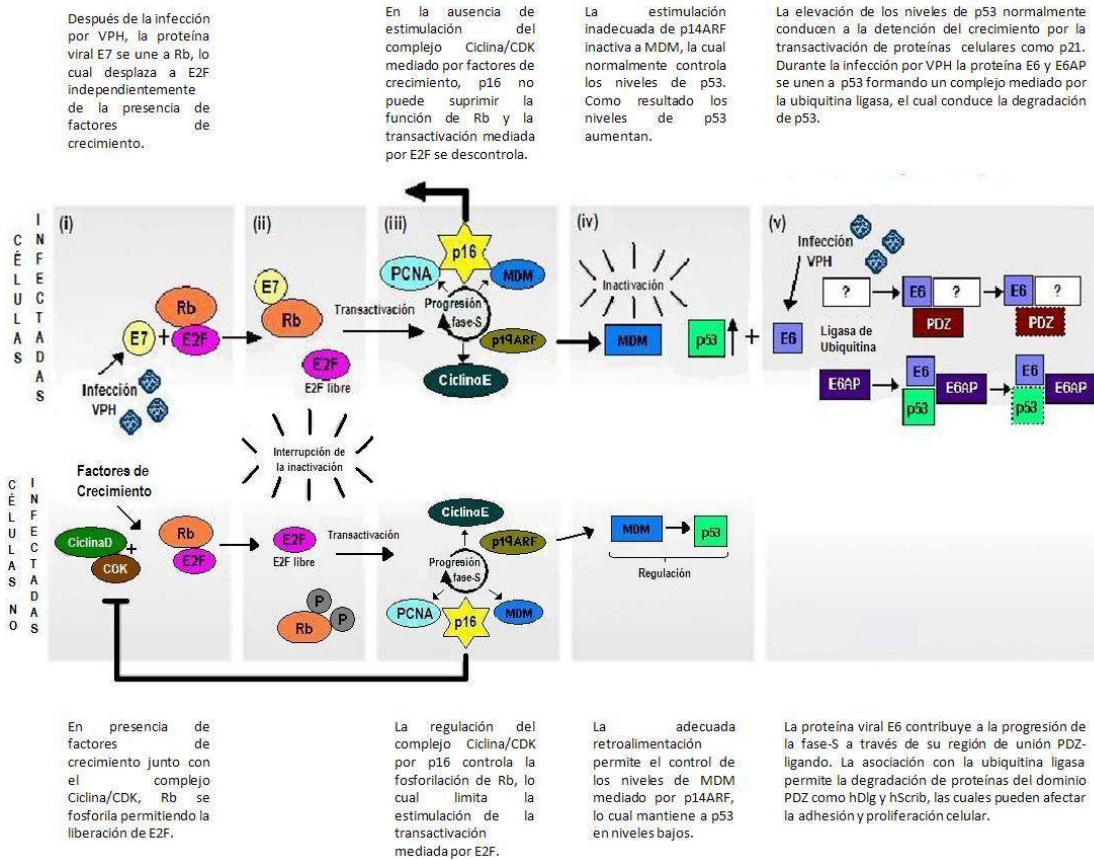 Después de la infección
por VPH, la proteína
viral E7 se une a Rb, lo
cual desplaza a E2F
independientemente
de la presencia de
factores de
crecimiento.
En la ausencia de
estimulación del
complejo Ciclina/CDK
mediado por factores de
crecimiento, p16 no
puede suprimir la
función de Rb y la
transactivación mediada
por E2F se descontrola.
La estimulación
inadecuada de p14ARF
inactiva a MDM, la cual
normalmente controla
los niveles de p53.
Como resultado los
niveles de p53
aumentan.
La elevación de los niveles de p53 normalmente
conducen a la detención del crecimiento por la
transactivación de proteínas celulares como p21.
Durante la infección por VPH la proteína E6 y E6AP
se unen a p53 formando un complejo mediado por
la ubiquitina ligasa, el cual conduce la degradación
de p53.
CÉLULAS
INFECTADAS
(i)
Rb
E7
+
E2F
Infección
VPH
(ii)
E7
Rb
E2F
E2F libre
Transactivación
(iii)
p16
PCNA
MDM
Progresión
fase-S
p19ARF
CiclinaE
(iv)
Inactivación
MDM
p53
+
E6
(v)
Infección
VPH
?
E6
?
E6
?
PDZ
PDZ
Ligasa de
Ubiquitina
E6AP
E6
p53
E6AP
E6
p53
E6AP
Interrupción de
la inactivación
CÉLULAS NO
INFECTADAS
Factores de
Crecimiento
CiclinaD
+
CDK
Rb
E2F
E2F
E2F libre
P
P
Rb
Transactivación
CiclinaE
p19ARF
Progresión
fase-S
PCNA
p16
MDM
MDM
p53
Regulación
En presencia de
factores de
crecimiento junto con
el complejo
Ciclina/CDK, Rb se
fosforila permitiendo la
liberación de E2F.
La regulación del
complejo Ciclina/CDK
por p16 controla la
fosforilación de Rb, lo
cual limita la
estimulación de la
transactivación
mediada por E2F.
La adecuada
retroalimentación
permite el control de
los niveles de MDM
mediado por p14ARF,
lo cual mantiene a p53
en niveles bajos.
La proteína viral E6 contribuye a la progresión de
la fase-S a través de su región de unión PDZ-
ligando. La asociación con la ubiquitina ligasa
permite la degradación de proteínas del dominio
PDZ como hDlg y hScrib, las cuales pueden afectar
la adhesión y proliferación celular.